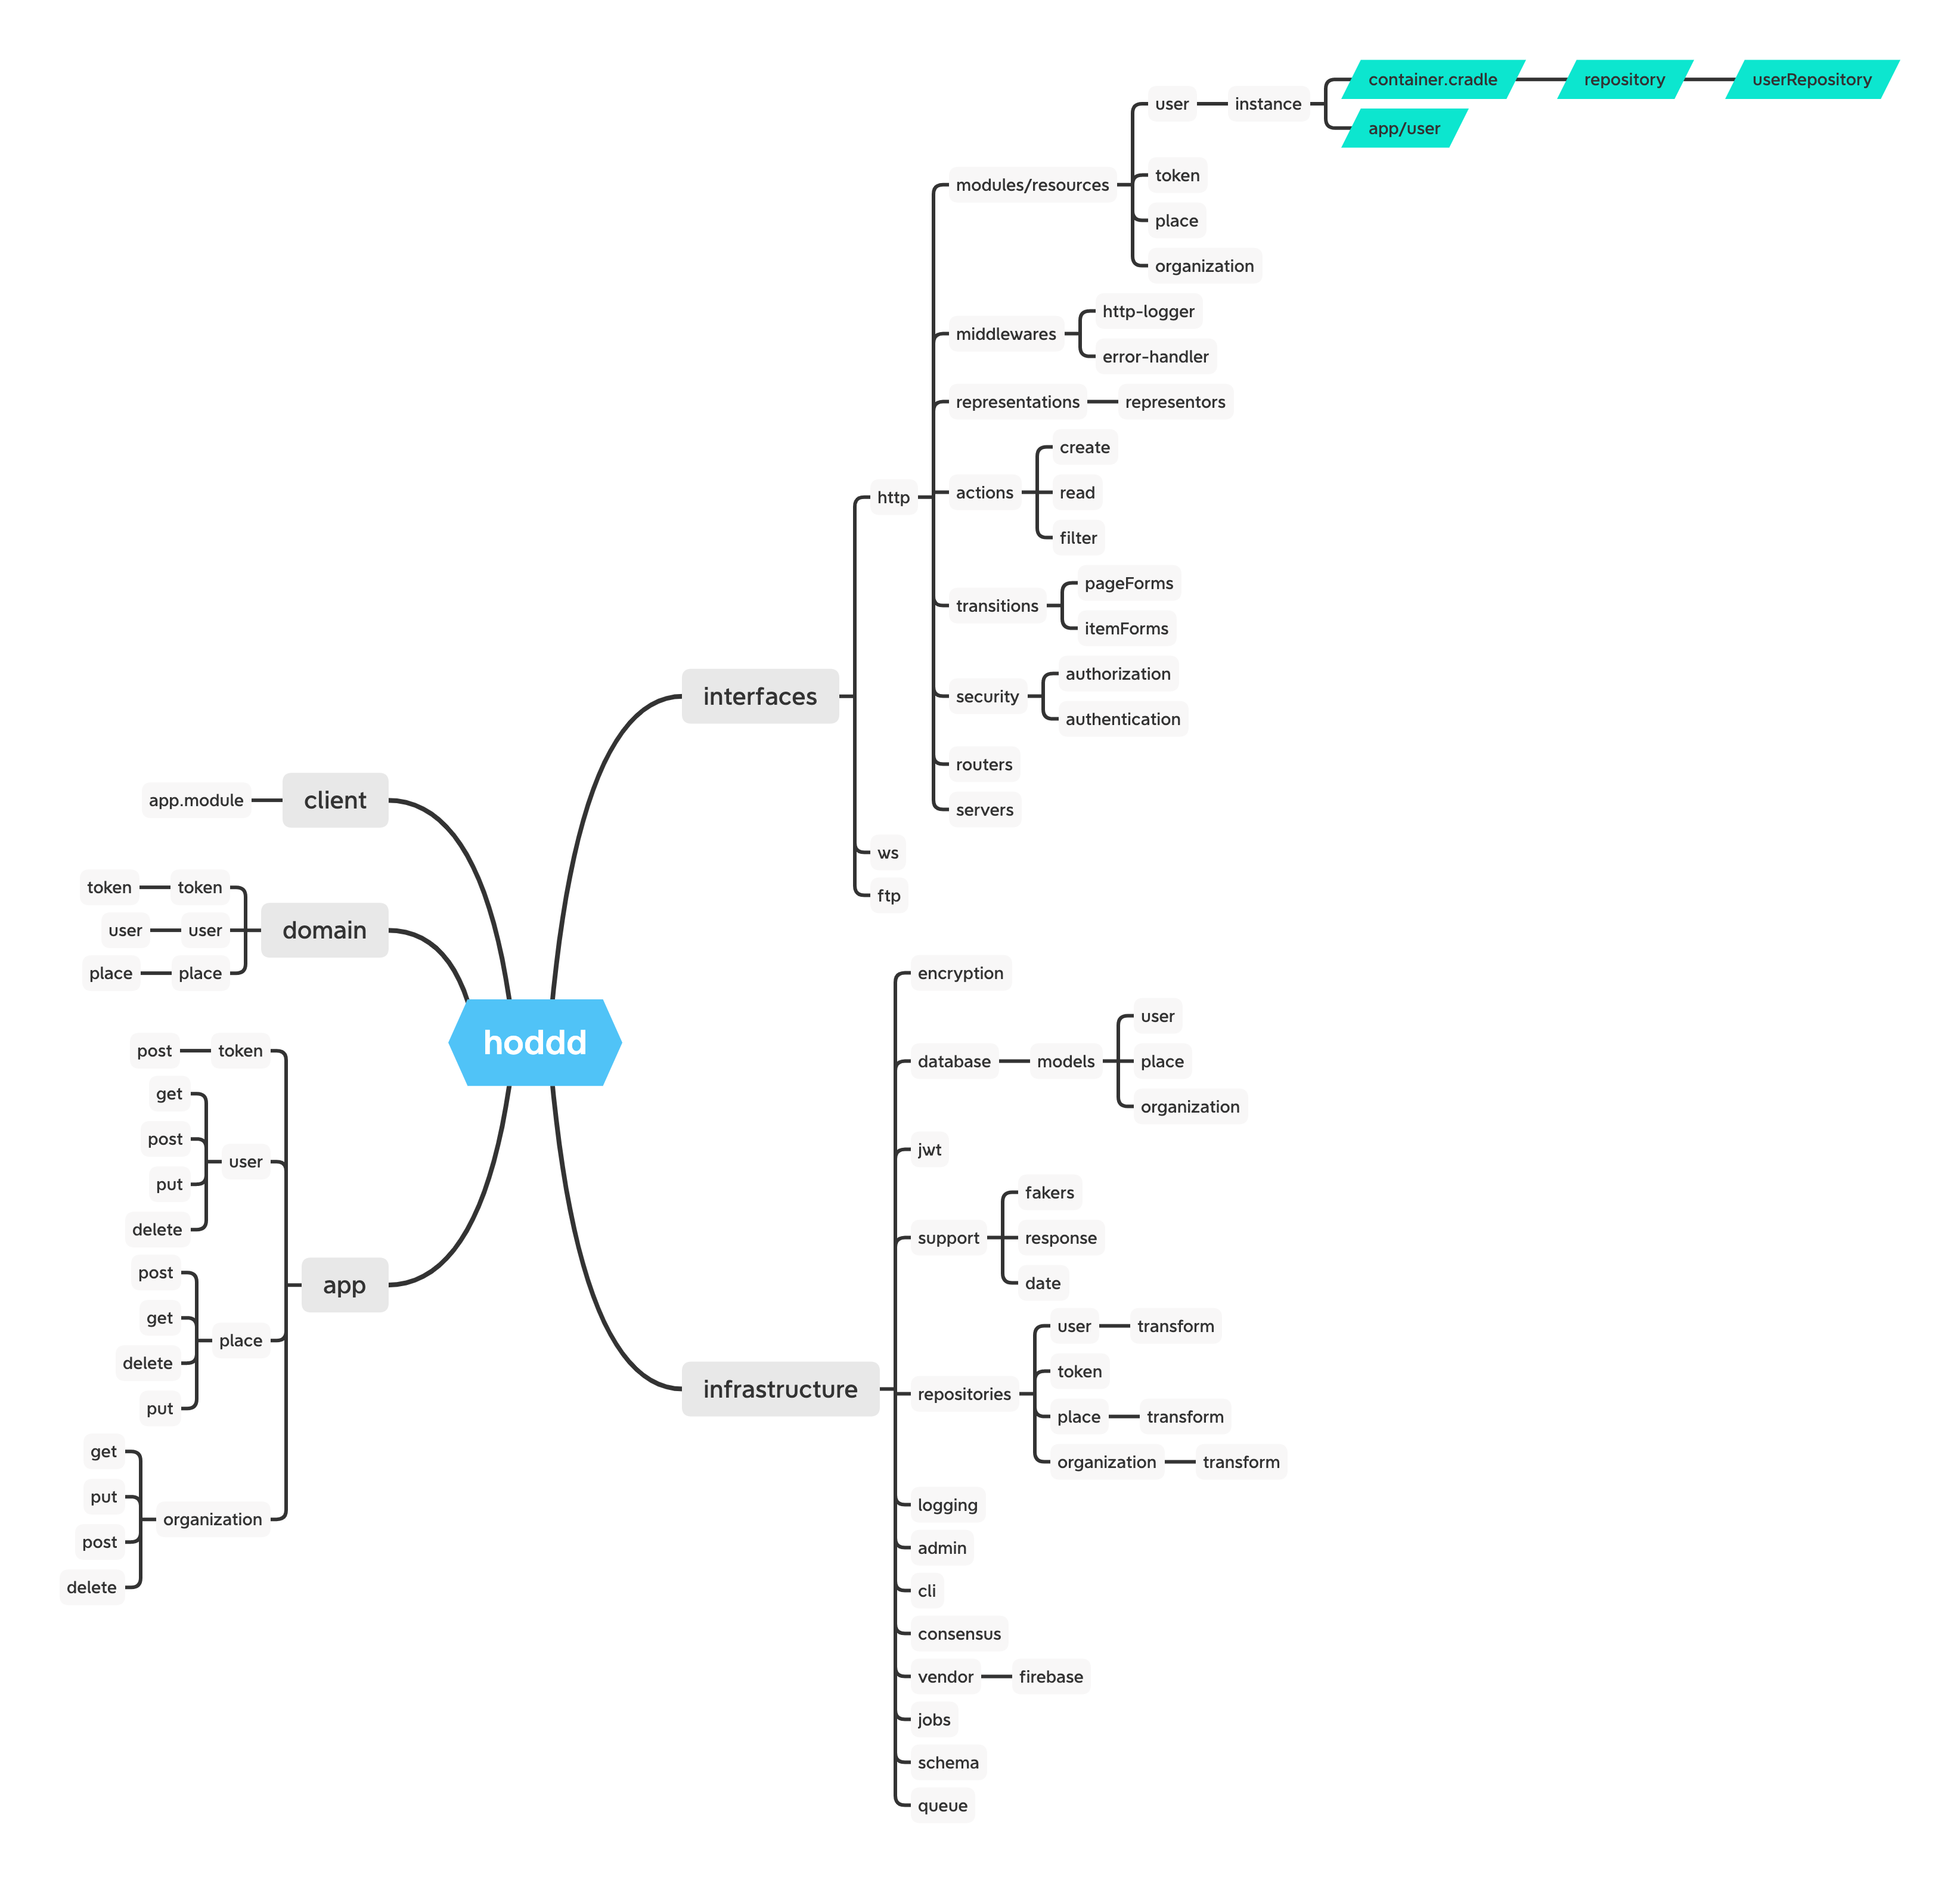 hoddd
interfaces
http
modules/resources
user
instance
container.cradle
repository
userRepository
app/user
token
place
organization
middlewares
http-logger
error-handler
representations
representors
actions
create
read
filter
transitions
pageForms
itemForms
security
authorization
authentication
routers
servers
ws
ftp
infrastructure
encryption
database
models
user
place
organization
jwt
support
fakers
response
date
repositories
user
transform
token
place
transform
organization
transform
logging
admin
cli
consensus
vendor
firebase
jobs
schema
queue
client
app.module
domain
token
token
user
user
place
place
app
token
post
user
get
post
put
delete
place
post
get
delete
put
organization
get
put
post
delete